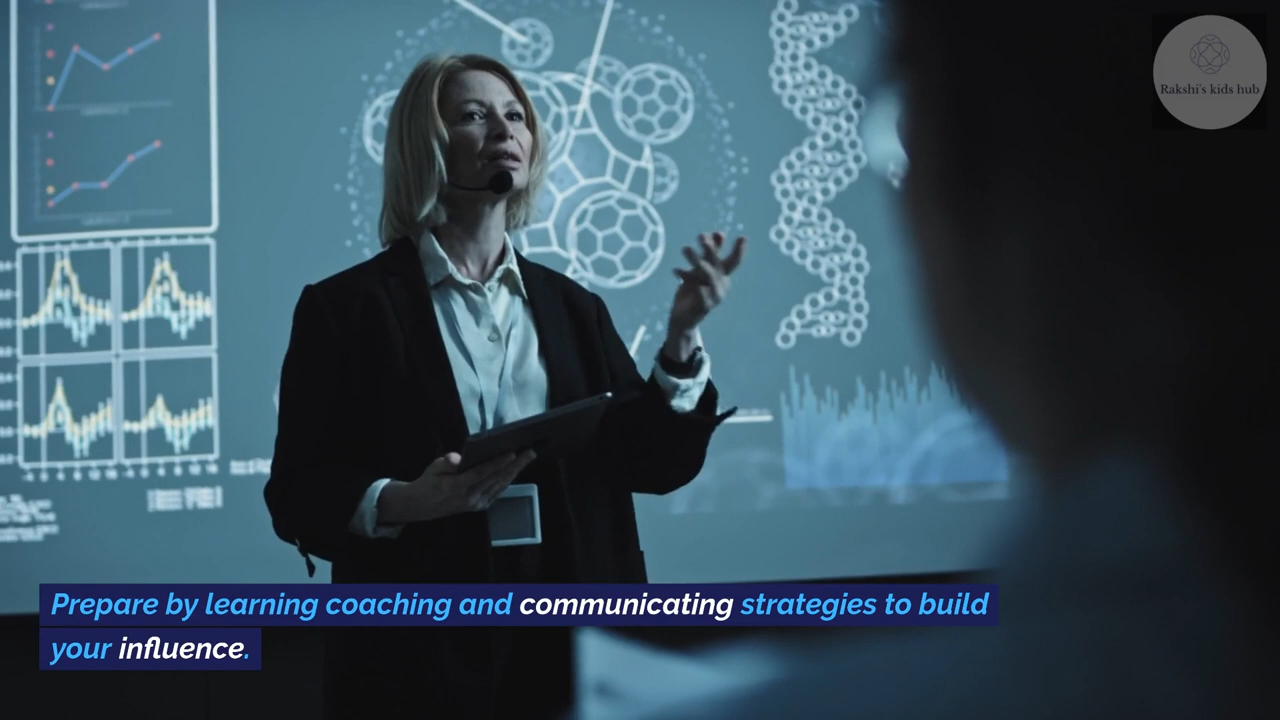 Rakshi's kids hub
Prepare by learning coaching and communicating strategies to build
your influence.